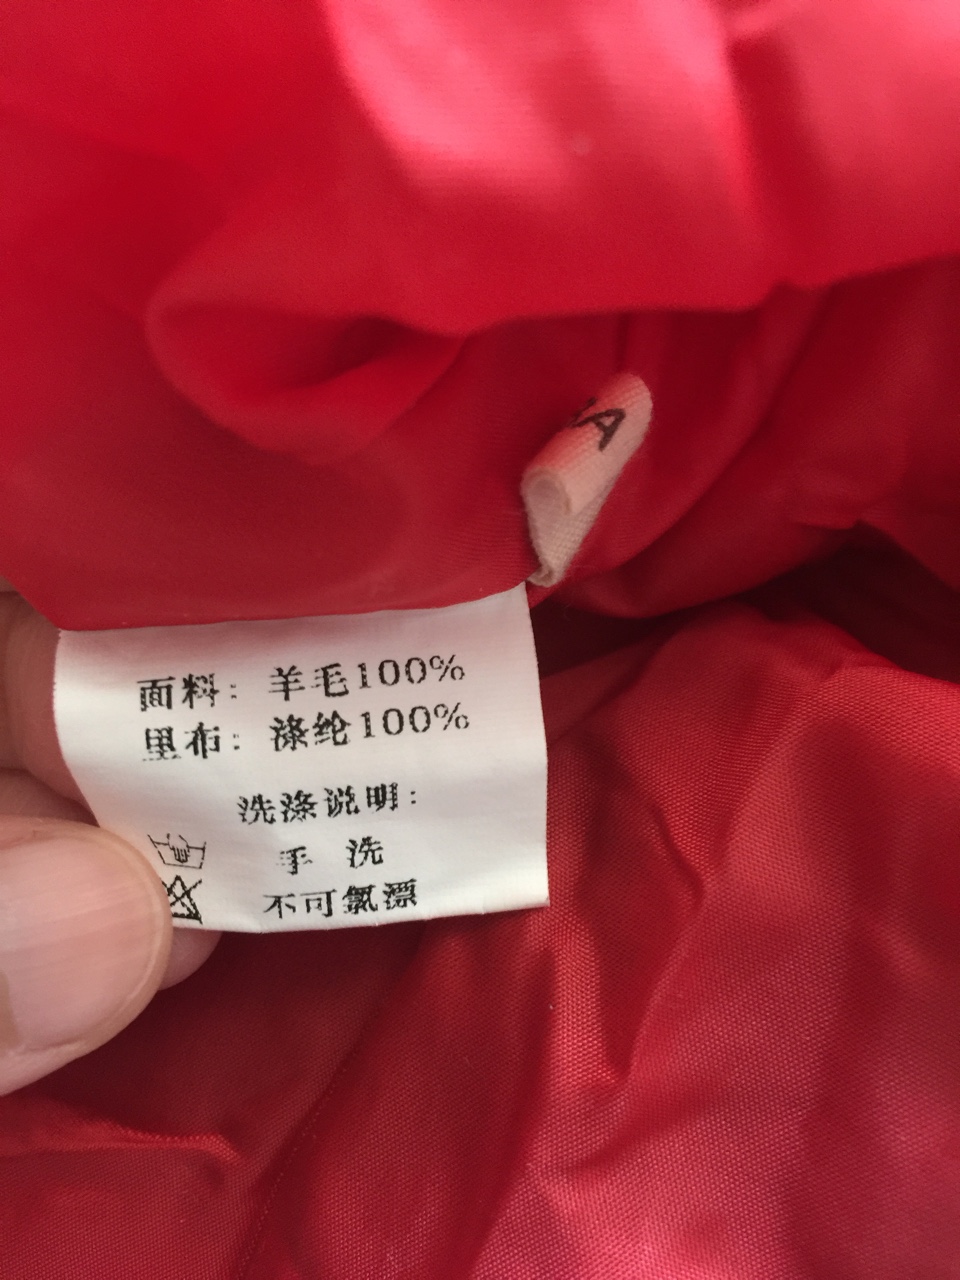 面料：羊毛100%
里布：涤纶100%
洗涤说明：
手 洗
不可氯漂